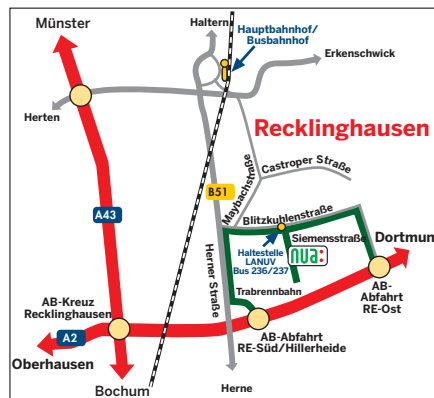 Münster
Haltern
Hauptbahnhof/
Busbahnhof
Erkenschwick
Herten
Recklinghausen
Castroper Straße
Maybachstraße
B51
A43
Blitzkuhlenstraße
Siemensstraße
Dortmun
Haltestelle
LANUV
Bus 236/237
nua:
Herner Straße
Trabrennbahn
AB-Kreuz
Recklinghausen
AB-
Abfahrt
RE-Ost
A2
AB-Abfahrt
RE-Süd/Hillerheide
Oberhausen
Bochum
Herne